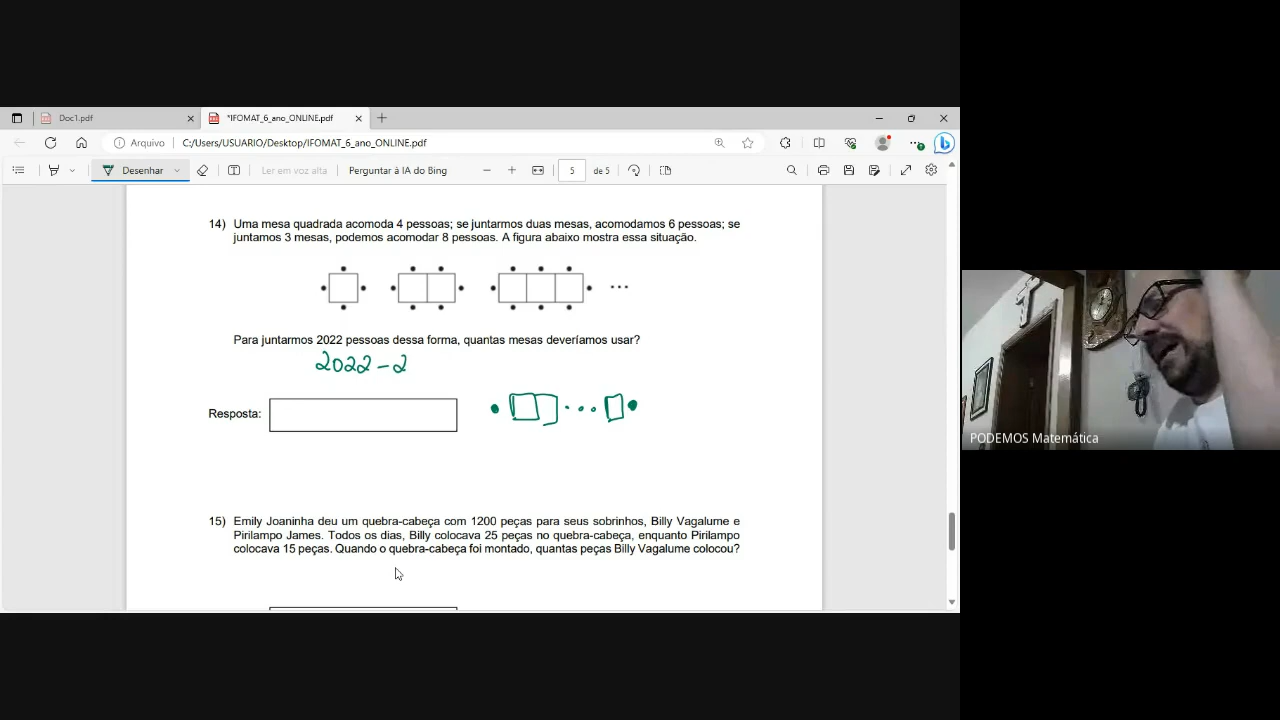 Doc1.pdf
*IFOMAT_6_ano_ONLINE.pdf
Arquivo
C:/Users/USUARIO/Desktop/IFOMAT_6_ano_ONLINE.pdf
Desenhar
Ler em voz alta
Perguntar à IA do Bing
5
de 5
14) Uma mesa quadrada acomoda 4 pessoas; se juntarmos duas mesas, acomodamos 6 pessoas; se
juntamos 3 mesas, podemos acomodar 8 pessoas. A figura abaixo mostra essa situação.
Para juntarmos 2022 pessoas dessa forma, quantas mesas deveríamos usar?
2022 - 2
Resposta:
15) Emily Joaninha deu um quebra-cabeça com 1200 peças para seus sobrinhos, Billy Vagalume e
Pirilampo James. Todos os dias, Billy colocava 25 peças no quebra-cabeça, enquanto Pirilampo
colocava 15 peças. Quando o quebra-cabeça foi montado, quantas peças Billy Vagalume colocou?
PODEMOS Matemática